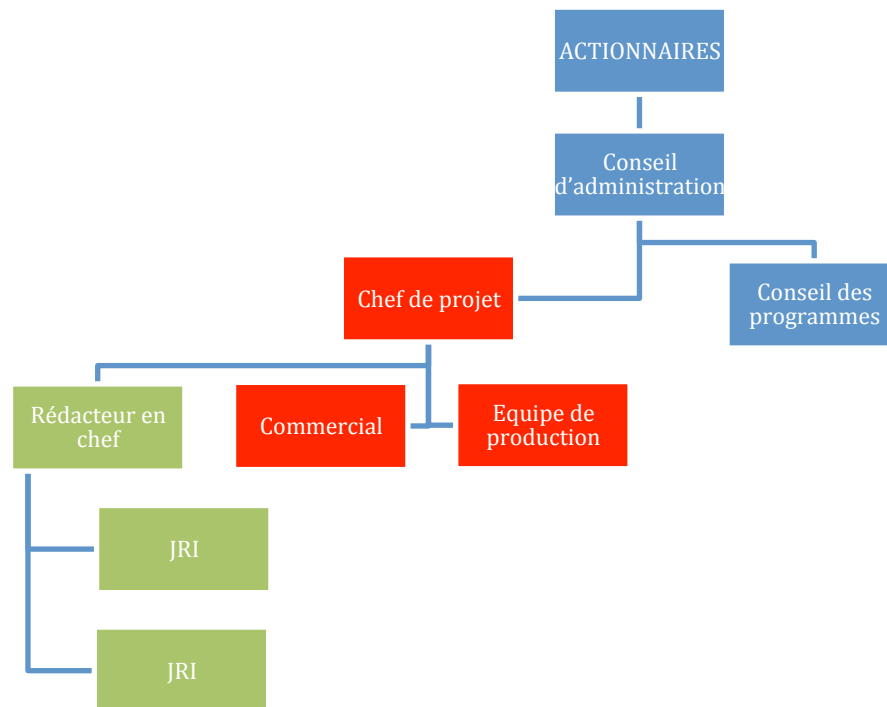 ACTIONNAIRES
Conseil
d'administration
Chef de projet
Conseil des
programmes
Rédacteur en
chef
Commercial
Equipe de
production
JRI
JRI